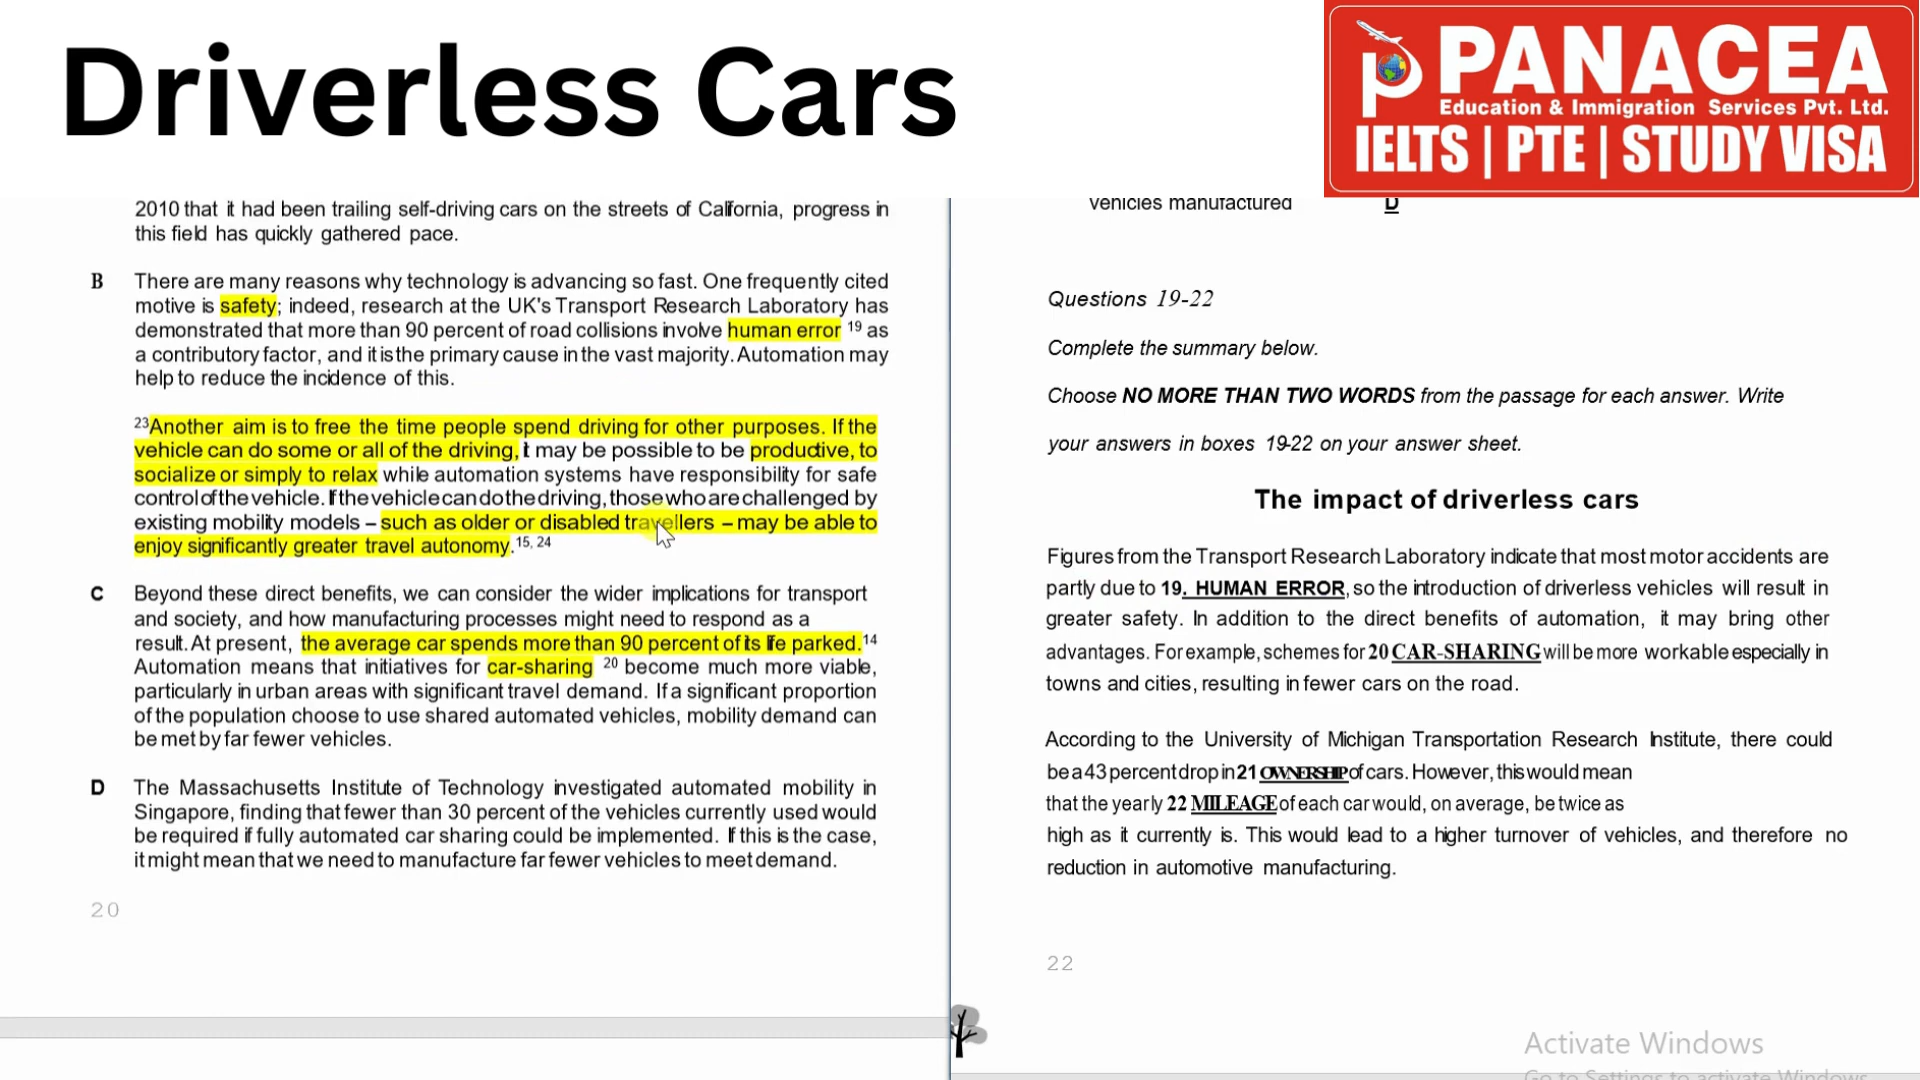 Driverless Cars
PANACEA
Education & Immigration Services Pvt. Ltd.
IELTS | PTE | STUDY VISA
2010 that it had been trailing self-driving cars on the streets of California, progress in
this field has quickly gathered pace.
B There are many reasons why technology is advancing so fast. One frequently cited
motive is safety; indeed, research at the UK's Transport Research Laboratory has
demonstrated that more than 90 percent of road collisions involve human error 19 as
a contributory factor, and it is the primary cause in the vast majority. Automation may
help to reduce the incidence of this.
23Another aim is to free the time people spend driving for other purposes. If the
vehicle can do some or all of the driving, it may be possible to be productive, to
socialize or simply to relax while automation systems have responsibility for safe
control of the vehicle. If the vehicle can do the driving, those who are challenged by
existing mobility models – such as older or disabled travellers – may be able to
enjoy significantly greater travel autonomy.15, 24
C Beyond these direct benefits, we can consider the wider implications for transport
and society, and how manufacturing processes might need to respond as a
result. At present, the average car spends more than 90 percent of its life parked.14
Automation means that initiatives for car-sharing 20 become much more viable,
particularly in urban areas with significant travel demand. If a significant proportion
of the population choose to use shared automated vehicles, mobility demand can
be met by far fewer vehicles.
D The Massachusetts Institute of Technology investigated automated mobility in
Singapore, finding that fewer than 30 percent of the vehicles currently used would
be required if fully automated car sharing could be implemented. If this is the case,
it might mean that we need to manufacture far fewer vehicles to meet demand.
20
vehicles manufactured D
Questions 19-22
Complete the summary below.
Choose NO MORE THAN TWO WORDS from the passage for each answer. Write
your answers in boxes 19-22 on your answer sheet.
The impact of driverless cars
Figures from the Transport Research Laboratory indicate that most motor accidents are
partly due to 19. HUMAN ERROR, so the introduction of driverless vehicles will result in
greater safety. In addition to the direct benefits of automation, it may bring other
advantages. For example, schemes for 20 CAR-SHARING will be more workable especially in
towns and cities, resulting in fewer cars on the road.
According to the University of Michigan Transportation Research Institute, there could
be a 43 percent drop in 21 OWNERSHIP of cars. However, this would mean
that the yearly 22 MILEAGE of each car would, on average, be twice as
high as it currently is. This would lead to a higher turnover of vehicles, and therefore no
reduction in automotive manufacturing.
22
Activate Windows
Go to Settings to activate Windows.